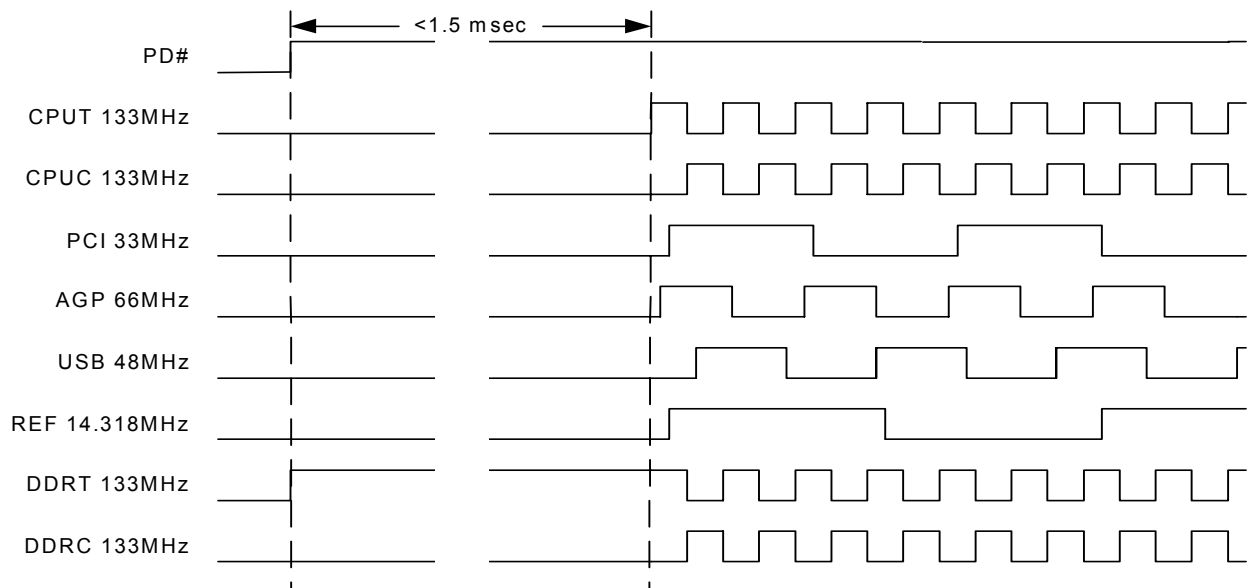 <1.5 msec
PD#
CPUT 133MHz
CPUC 133MHz
PCI 33MHz
AGP 66MHz
USB 48MHz
REF 14.318MHz
DDRT 133MHz
DDRC 133MHz